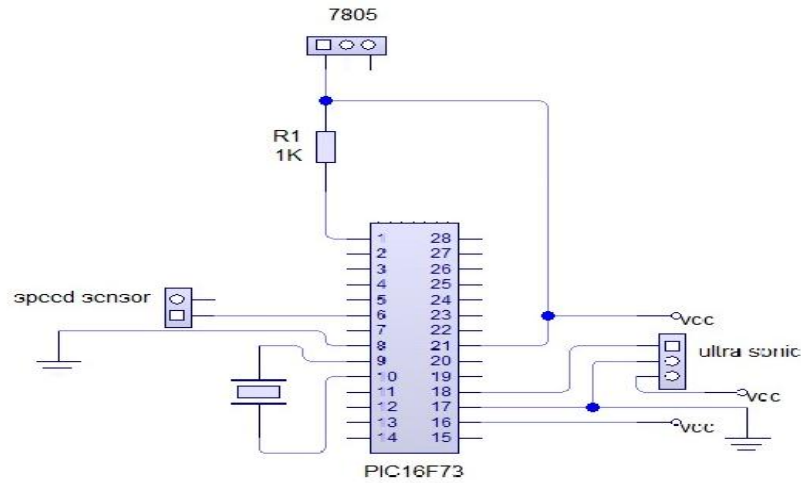 7805
R1
1K
1 28
2 27
3 26
4 25
speed sensor
5 24
6 23
vcc
7 22
8 21
ultra sonic
9 20
10 19
11 18
vcc
12 17
13 16
vcc
14 15
PIC16F73